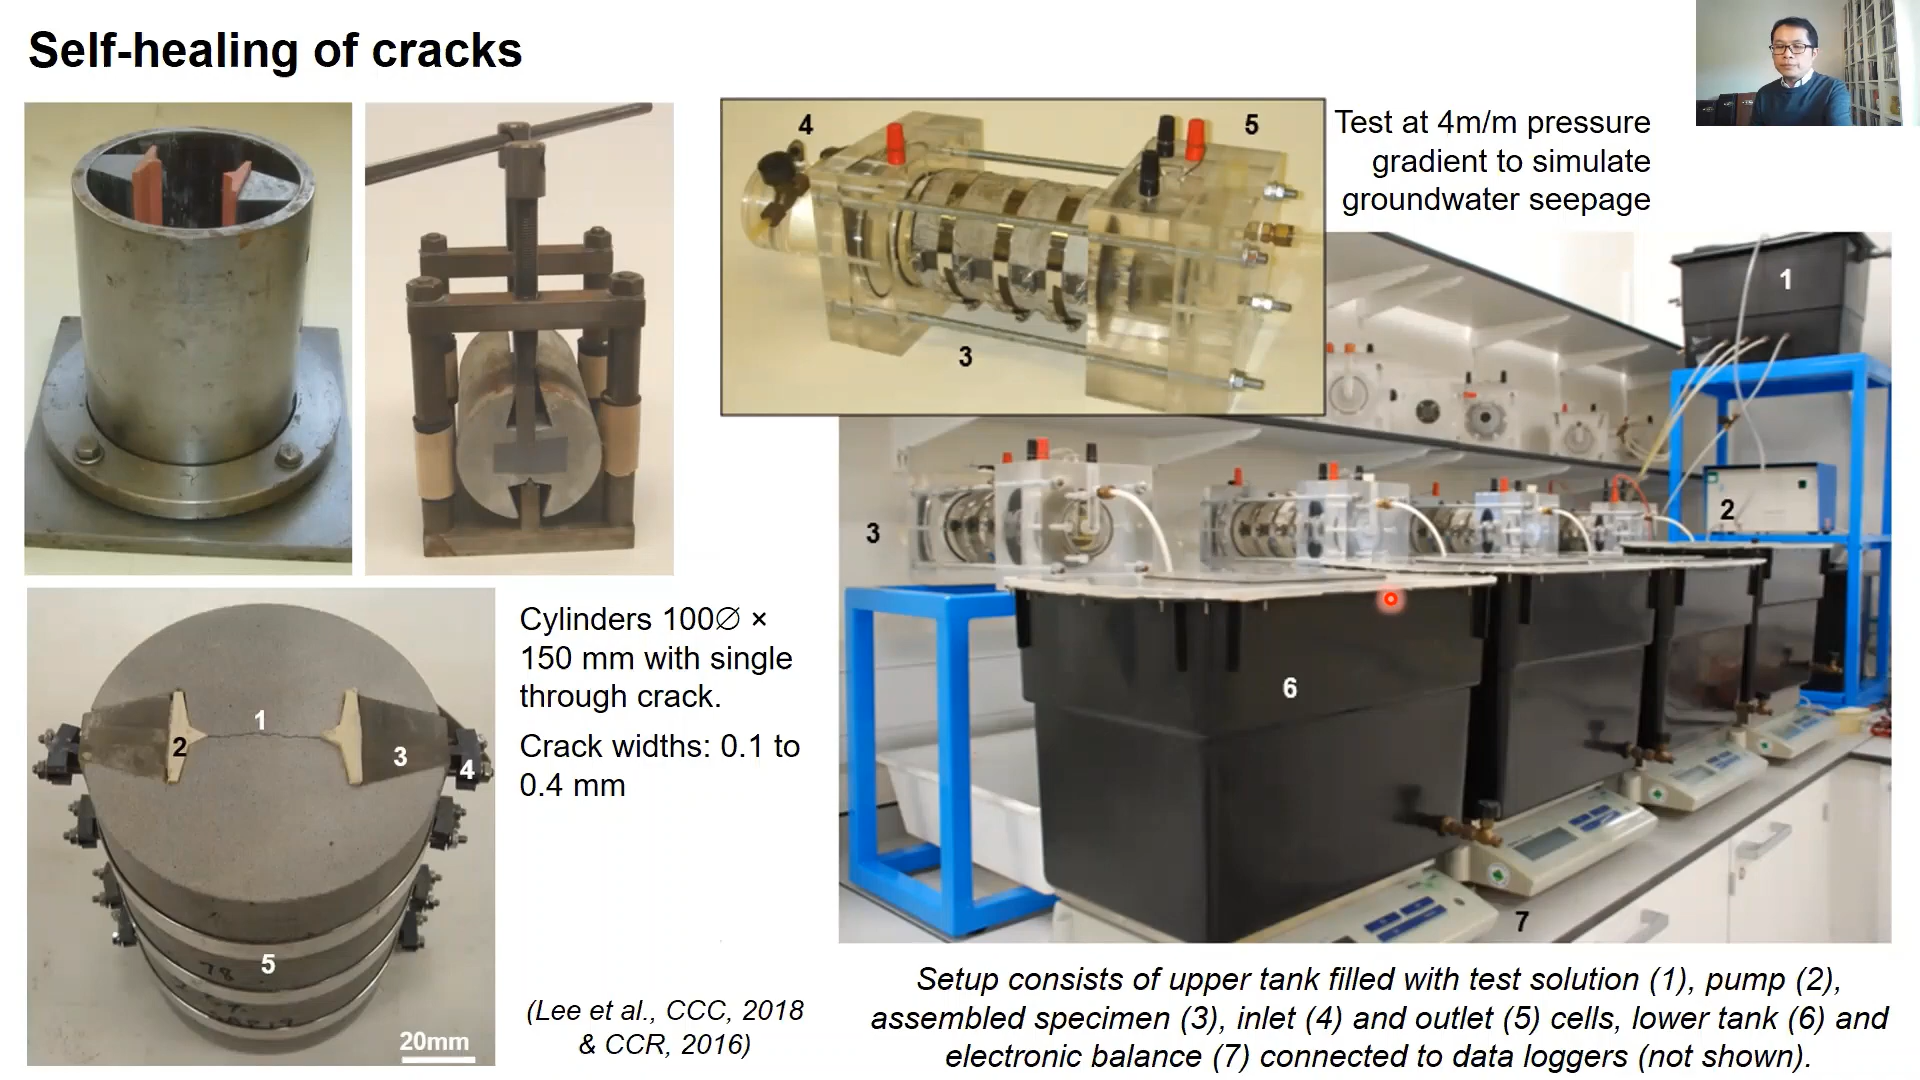 Self-healing of cracks
4
5
3
Test at 4m/m pressure
gradient to simulate
groundwater seepage
1
2
3
6
7
1
2
3
4
5
78
20mm
Cylinders 100∅ ×
150 mm with single
through crack.
Crack widths: 0.1 to
0.4 mm
(Lee et al., CCC, 2018
& CCR, 2016)
Setup consists of upper tank filled with test solution (1), pump (2),
assembled specimen (3), inlet (4) and outlet (5) cells, lower tank (6) and
electronic balance (7) connected to data loggers (not shown).